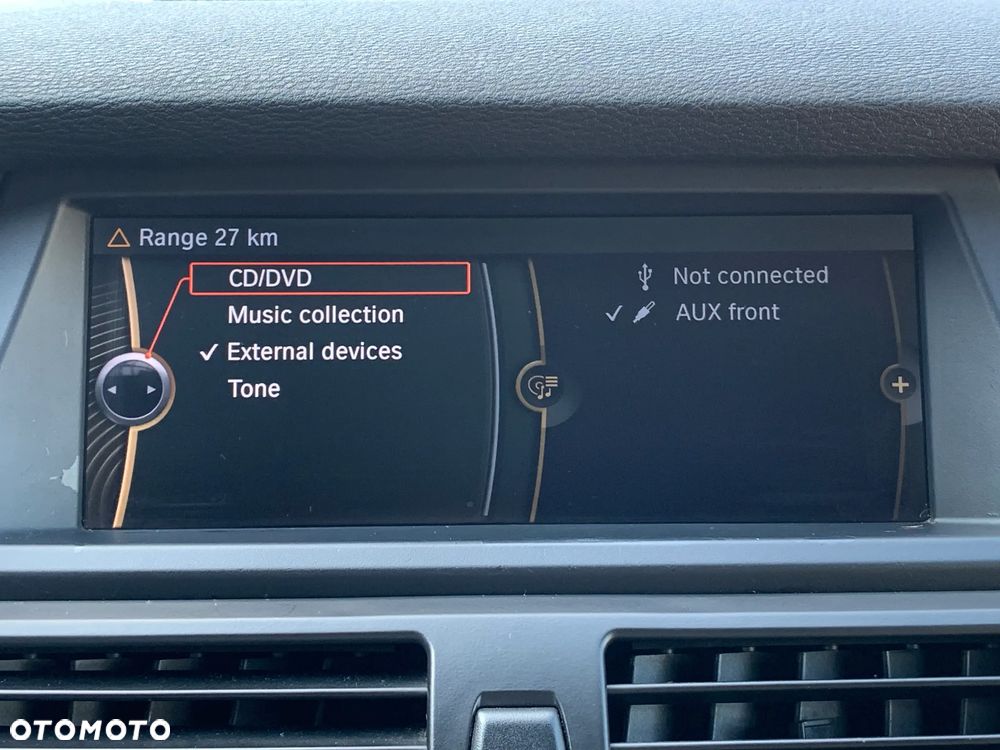 Range 27 km
CD/DVD
Music collection
External devices
Tone
Not connected
AUX front
OTOMOTO